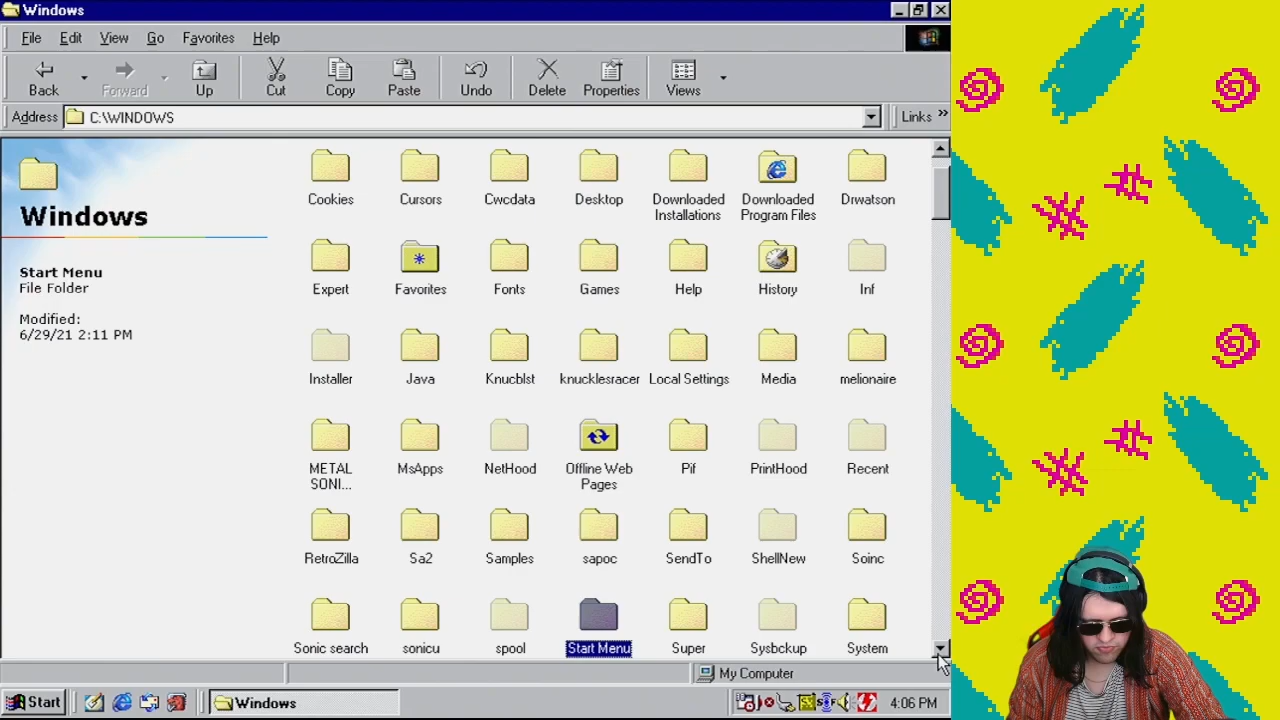 Windows
File Edit View Go Favorites Help
Back Forward Up Cut Copy Paste Undo Delete Properties Views
Address C:\WINDOWS Links »
Windows
Start Menu
File Folder
Modified:
6/29/21 2:11 PM
Cookies Cursors Cwcdata Desktop Downloaded Installations Downloaded Program Files Drwatson
Expert Favorites Fonts Games Help History Inf
Installer Java Knucblst knucklesracer Local Settings Media melionaire
METAL SONI... MsApps NetHood Offline Web Pages Pif PrintHood Recent
RetroZilla Sa2 Samples sapoc SendTo ShellNew Soinc
Sonic search sonicu spool Start Menu Super Sysbckup System
My Computer
Start Windows 4:06 PM